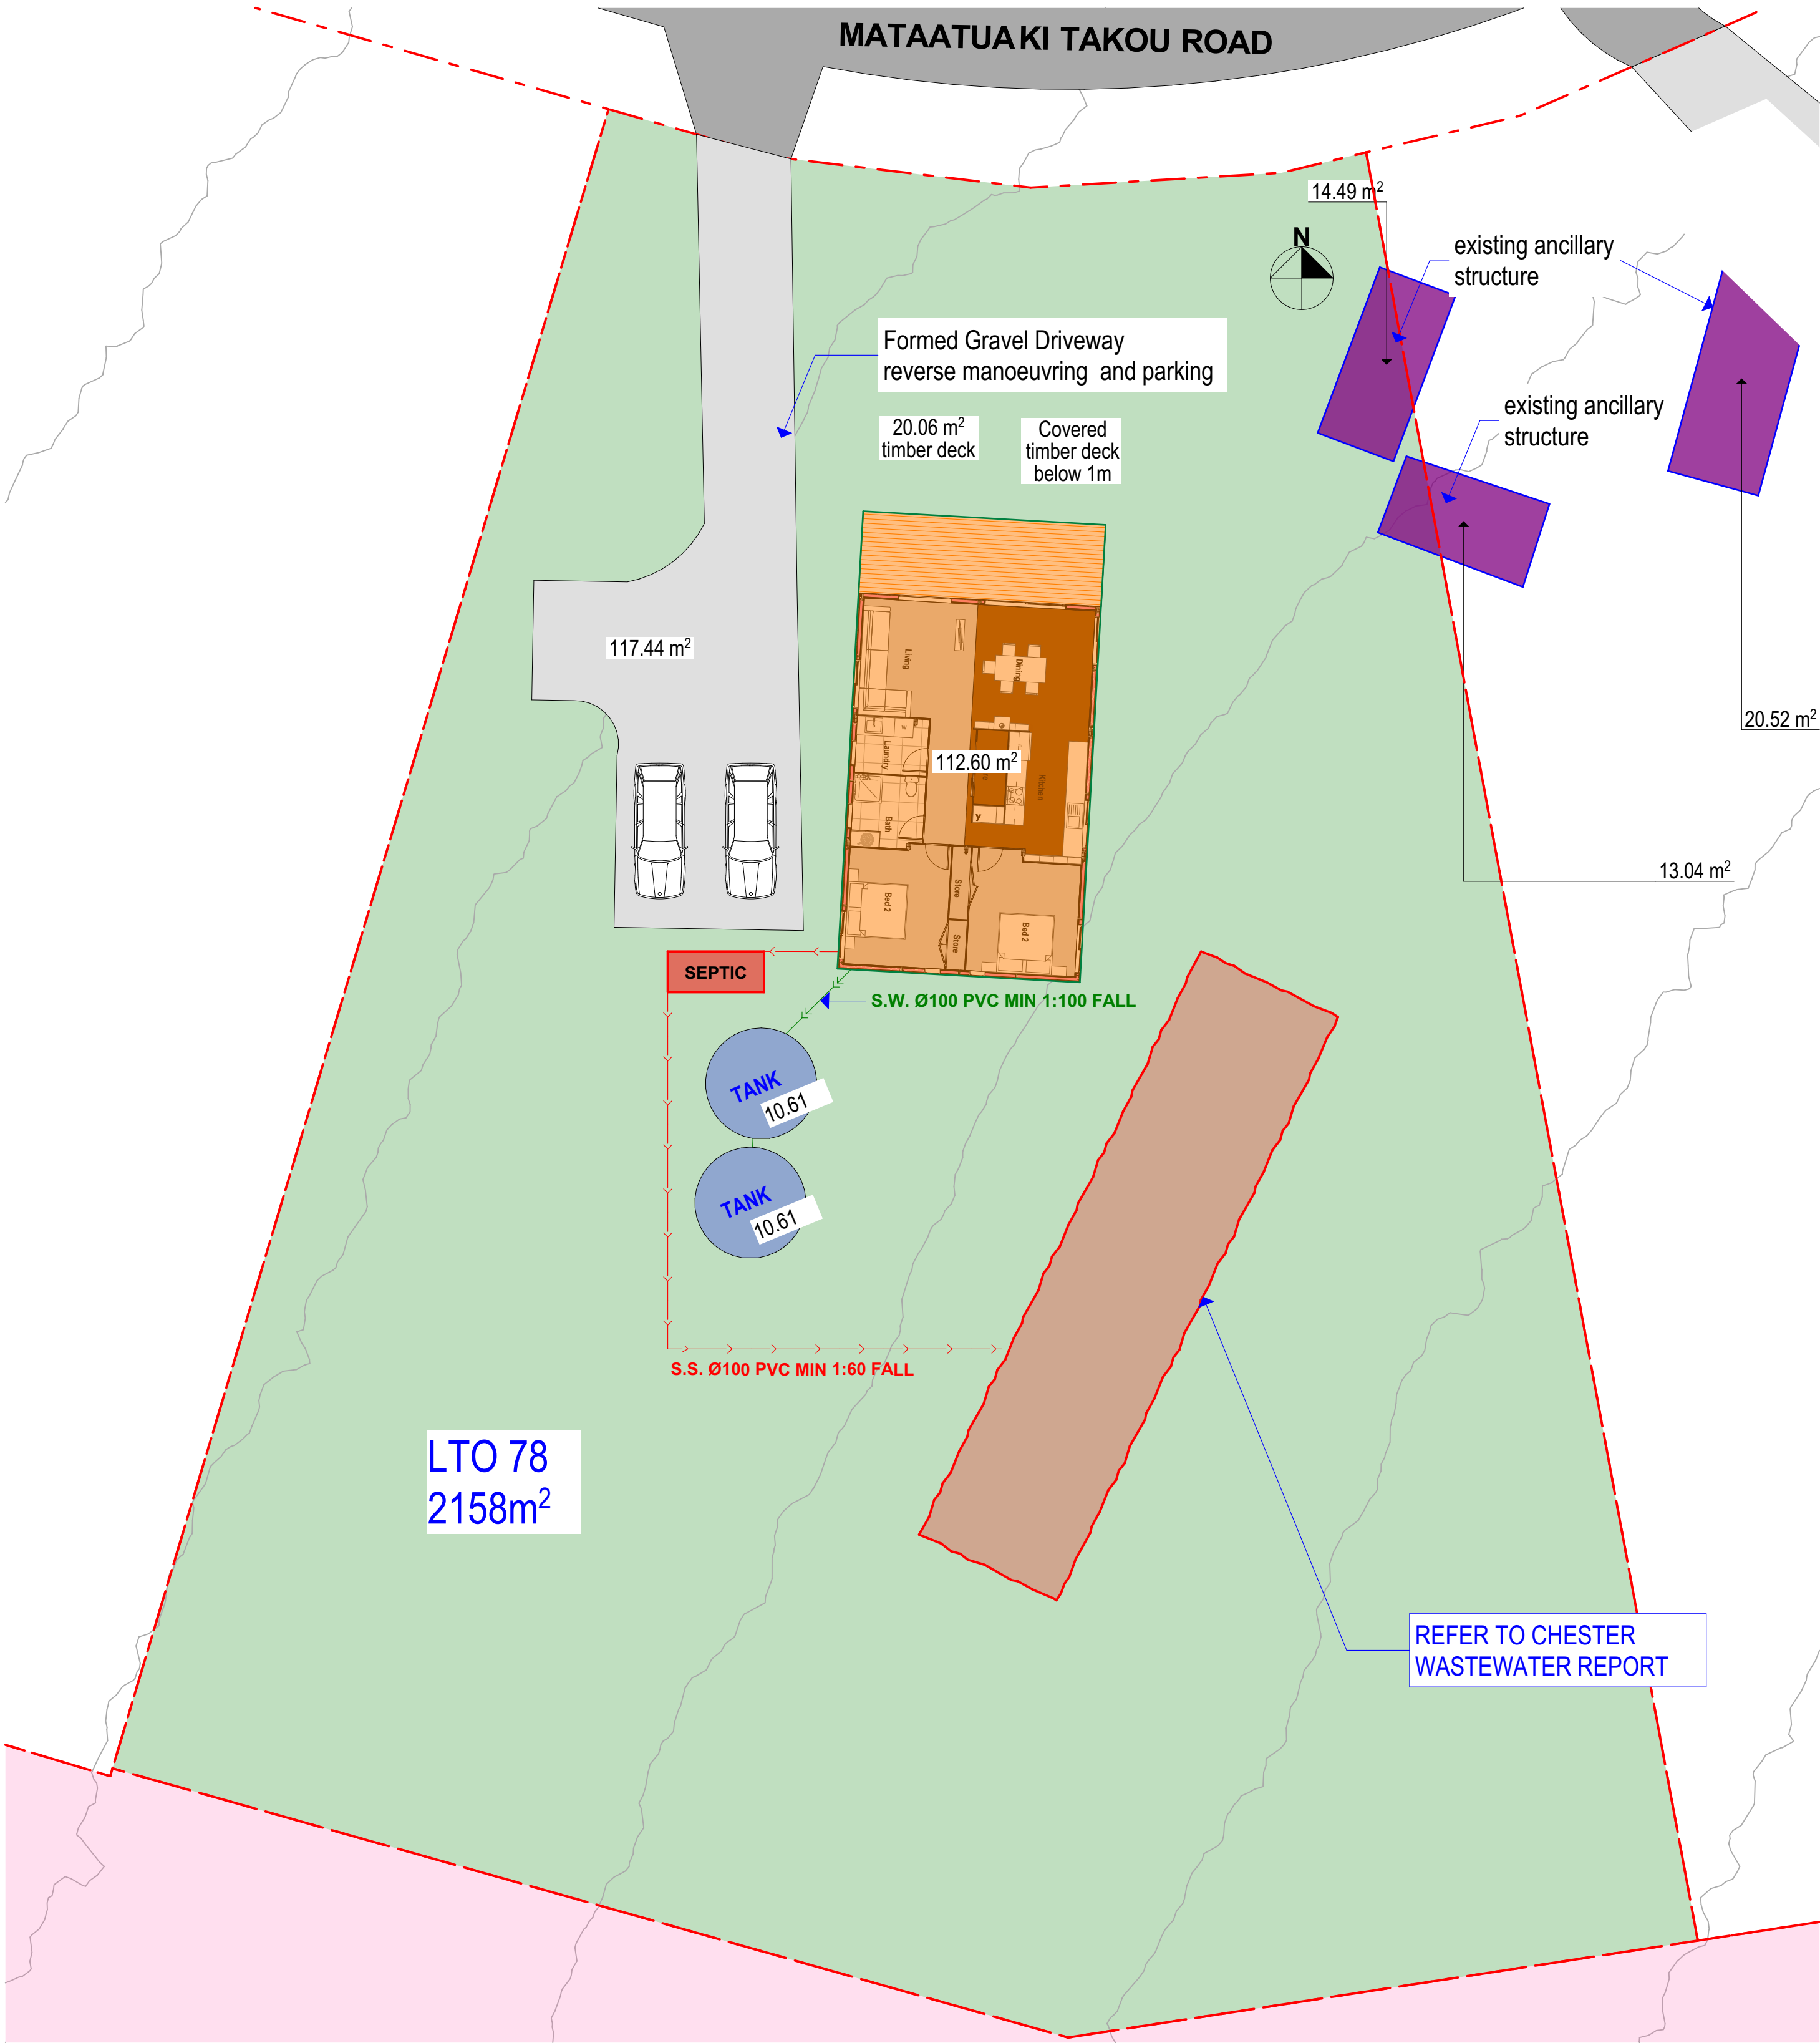 MATAATUA KI TAKOU ROAD
14.49 m²
N
existing ancillary
structure
Formed Gravel Driveway
reverse manoeuvring and parking
existing ancillary
structure
20.06 m²
timber deck
Covered
timber deck
below 1m
117.44 m²
Living
Dining
20.52 m²
Laundry
112.60 m²
Kitchen
Bath
13.04 m²
Bed 2
Store
Store
Bed 2
SEPTIC
S.W. Ø100 PVC MIN 1:100 FALL
TANK
10.61
TANK
10.61
S.S. Ø100 PVC MIN 1:60 FALL
LTO 78
2158m²
REFER TO CHESTER
WASTEWATER REPORT